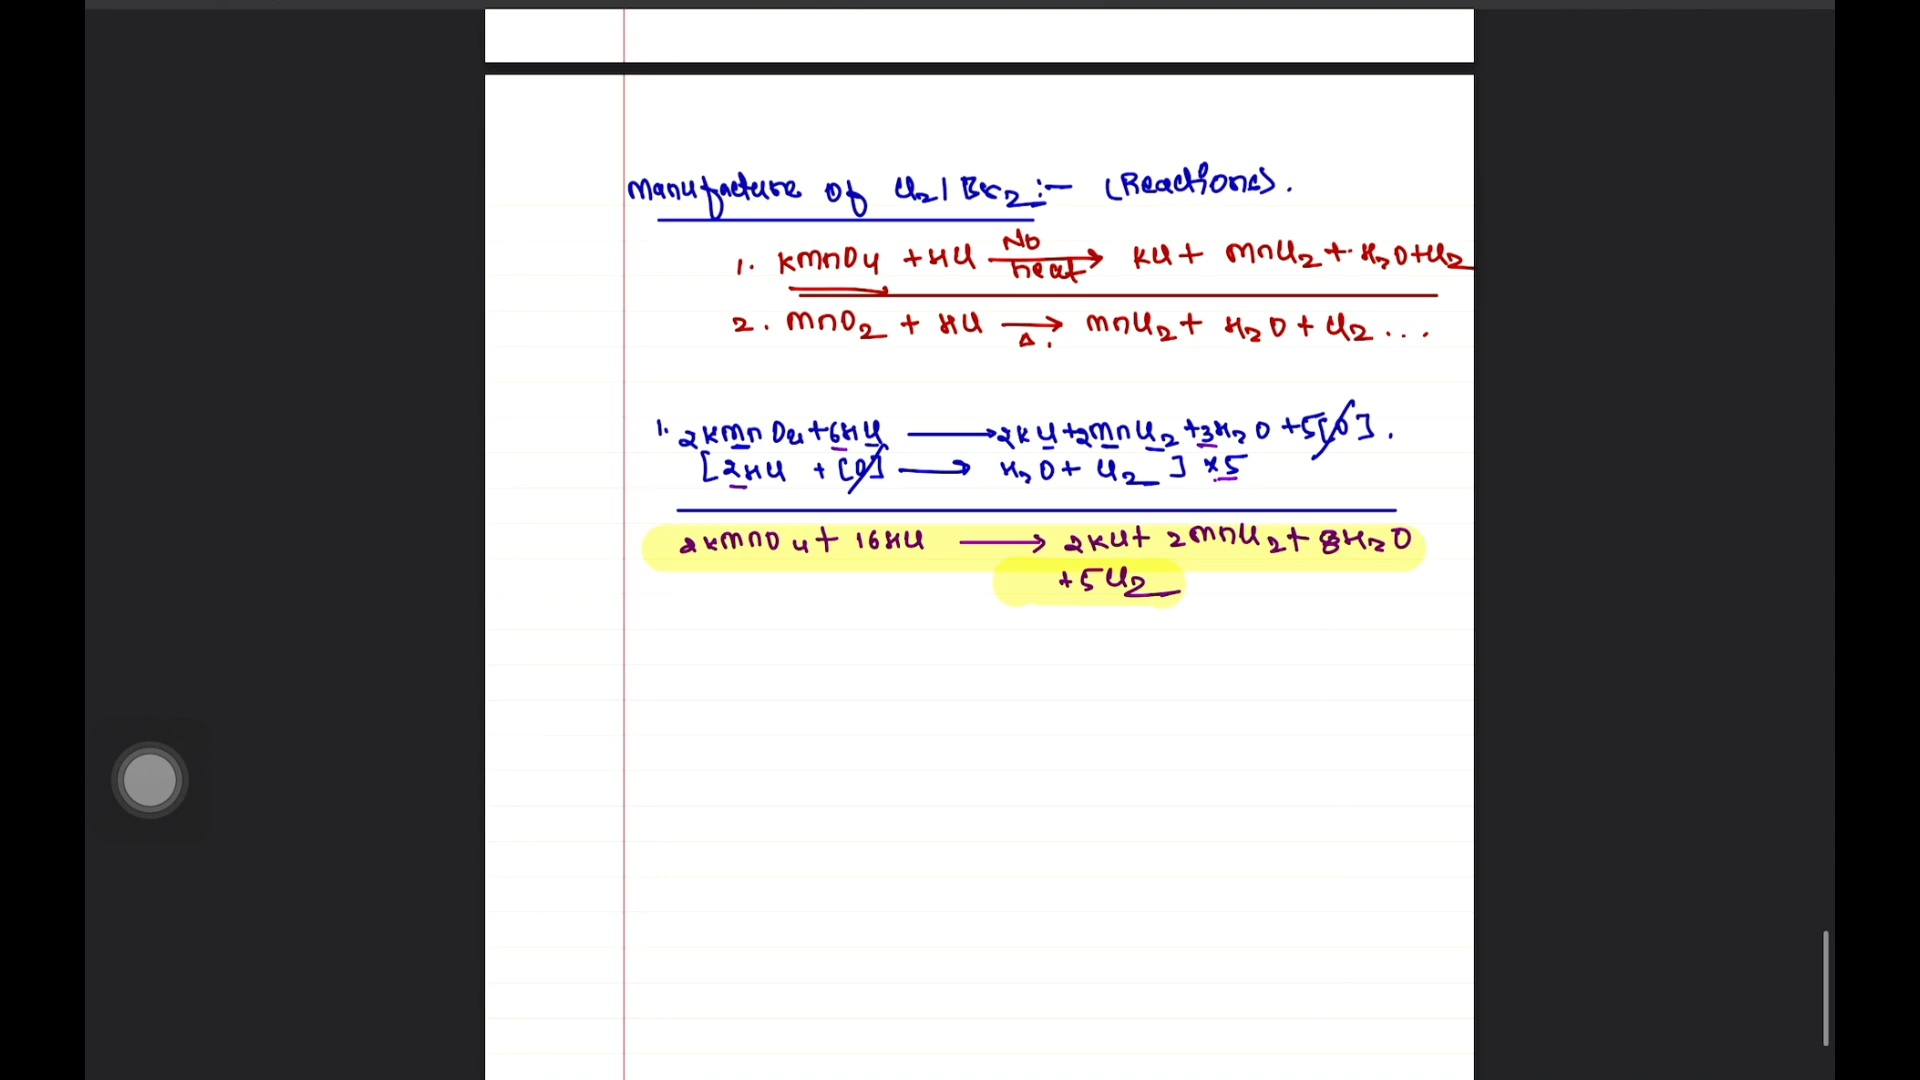 Manufacture of Cl2/Br2:- (Reactions).
1. KMnO4 + HCl No heat → KCl + MnCl2 + H2O + Cl2
2. MnO2 + HCl → Δ. MnCl2 + H2O + Cl2 ...
1. 2KMnO4 + 6HCl → 2KCl + 2MnCl2 + 3H2O + 5[O].
[2HCl + [O] → H2O + Cl2] × 5
2KMnO4 + 16HCl → 2KCl + 2MnCl2 + 8H2O
+ 5Cl2